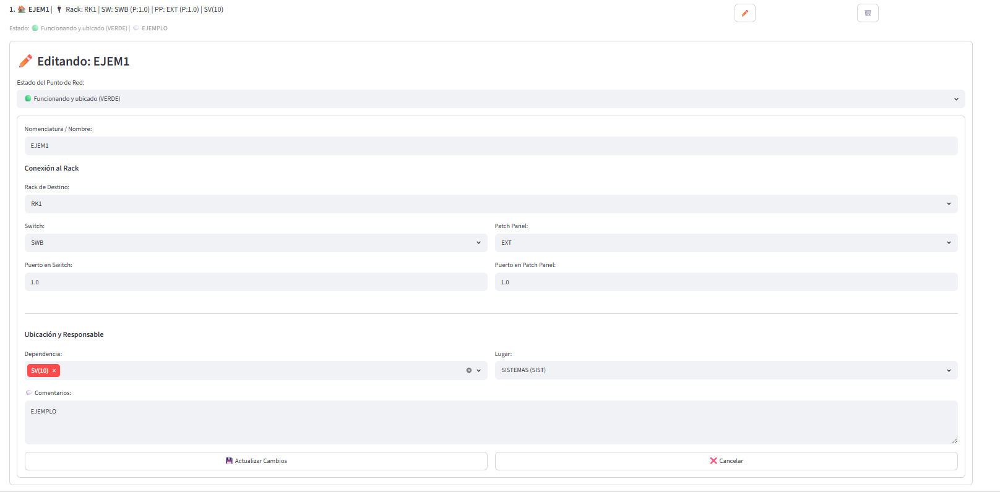 1. EJEM1 | Rack: RK1 | SW: SWB (P:1.0) | PP: EXT (P:1.0) | SV(10)
Estado: Funcionando y ubicado (VERDE) | EJEMPLO
Editando: EJEM1
Estado del Punto de Red:
Funcionando y ubicado (VERDE)
Nomenclatura / Nombre:
EJEM1
Conexión al Rack
Rack de Destino:
RK1
Switch:
Patch Panel:
SWB
EXT
Puerto en Switch:
Puerto en Patch Panel:
1.0
1.0
Ubicación y Responsable
Dependencia:
Lugar:
SV(10) ×
SISTEMAS (SIST)
Comentarios:
EJEMPLO
Actualizar Cambios
Cancelar